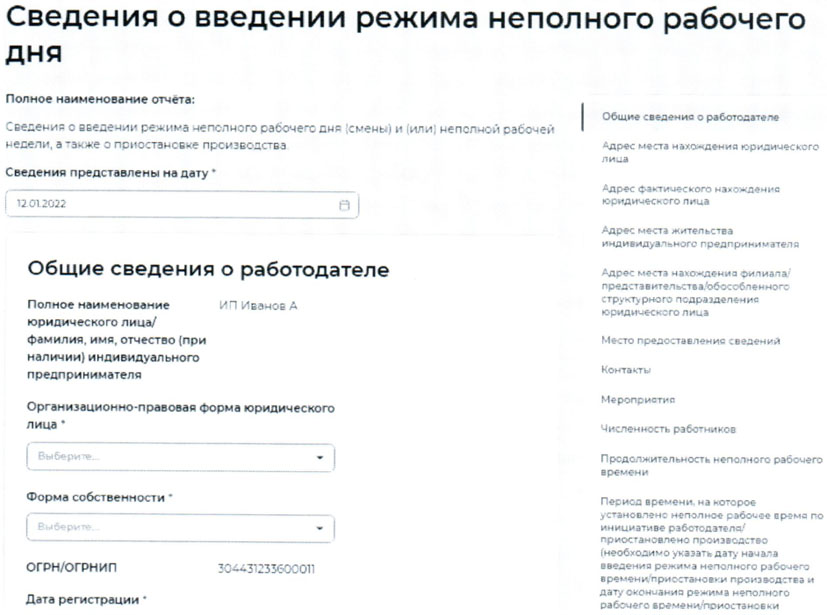 Сведения о введении режима неполного рабочего
дня
Полное наименование отчёта:
Сведения о введении режима неполного рабочего дня (смены) и (или) неполной рабочей
недели, а также о приостановке производства.
Сведения представлены на дату *
12.01.2022
Общие сведения о работодателе
Полное наименование
юридического лица/
фамилия, имя, отчество (при
наличии) индивидуального
предпринимателя
ИП Иванов А
Организационно-правовая форма юридического
лица *
Выберите...
Форма собственности *
Выберите...
ОГРН/ОГРНИП
304431233600011
Дата регистрации *
Общие сведения о работодателе
Адрес места нахождения юридического
лица
Адрес фактического нахождения
юридического лица
Адрес места жительства
индивидуального предпринимателя
Адрес места нахождения филиала/
представительства/обособленного
структурного подразделения
юридического лица
Место предоставления сведений
Контакты
Мероприятия
Численность работников
Продолжительность неполного рабочего
времени
Период времени, на которое
установлено неполное рабочее время по
инициативе работодателя/
приостановлено производство
(необходимо указать дату начала
введения режима неполного рабочего
времени/приостановки производства и
дату окончания режима неполного
рабочего времени/приостановки